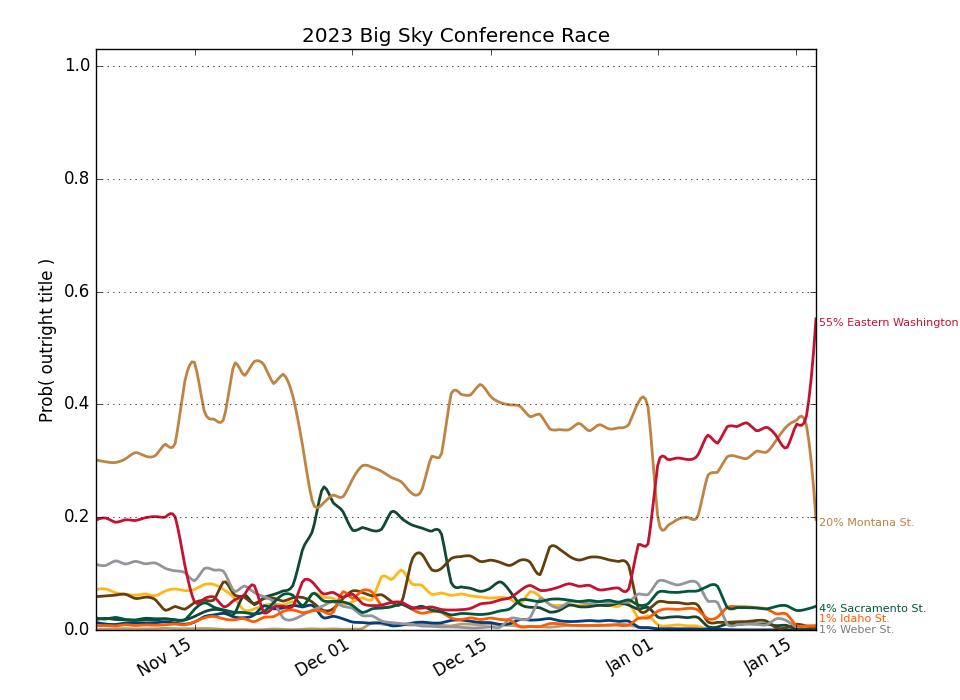 2023 Big Sky Conference Race
Prob( outright title )
1.0
0.8
0.6
0.4
0.2
0.0
Nov 15
Dec 01
Dec 15
Jan 01
Jan 15
55% Eastern Washington
20% Montana St.
4% Sacramento St.
1% Idaho St.
1% Weber St.